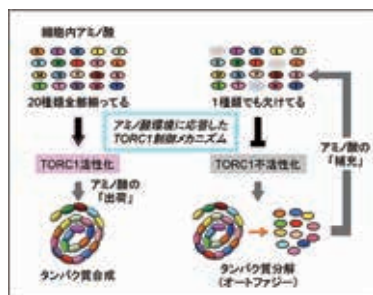 細胞内アミノ酸
20種類全部揃ってる
1種類でも欠けてる
アミノ酸環境に応答した
TORC1制御メカニズム
アミノ酸の
「補充」
TORC1活性化
TORC1不活性化
アミノ酸の
「出荷」
タンパク質合成
タンパク質分解
(オートファジー)